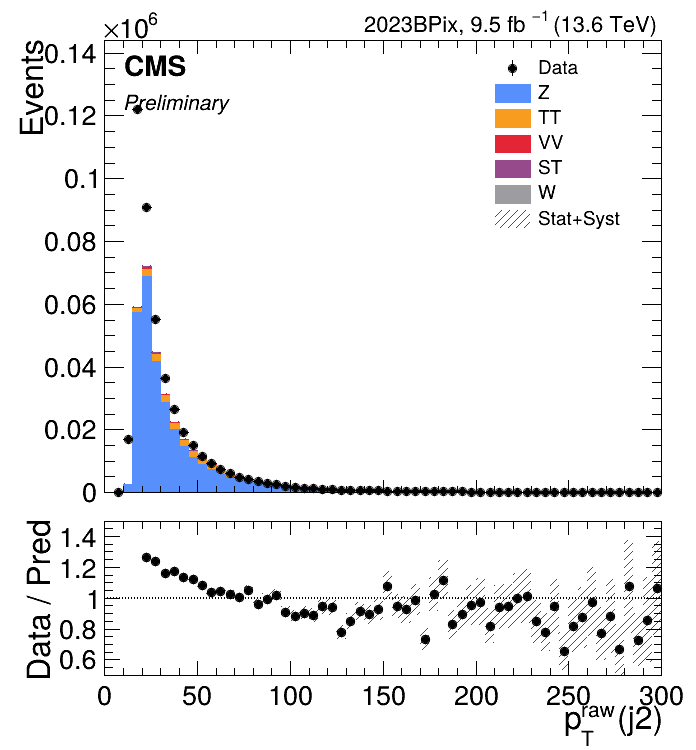 ×10⁶
2023BPix, 9.5 fb ⁻¹ (13.6 TeV)
Events
CMS
Preliminary
Data
Z
TT
VV
ST
W
Stat+Syst
0.14
0.12
0.1
0.08
0.06
0.04
0.02
0
Data / Pred
1.4
1.2
1
0.8
0.6
0 50 100 150 200 250 300
p_T^raw(j2)